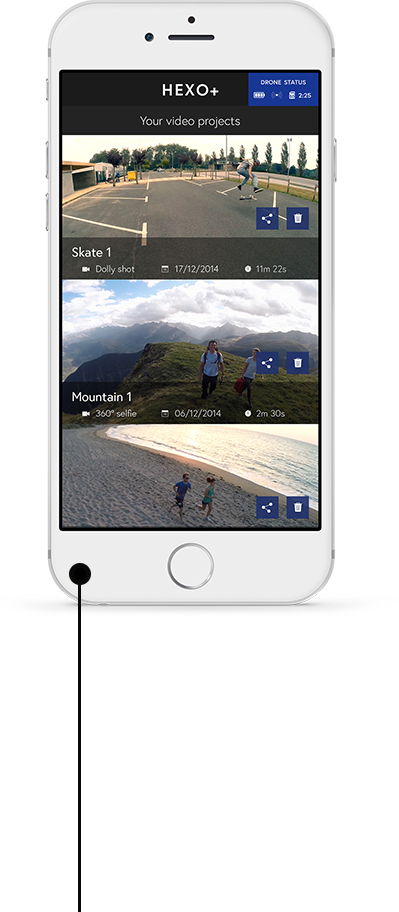 HEXO+
DRONE STATUS
2:25
Your video projects
Skate 1
Dolly shot 17/12/2014 11m 22s
Mountain 1
360° selfie 06/12/2014 2m 30s